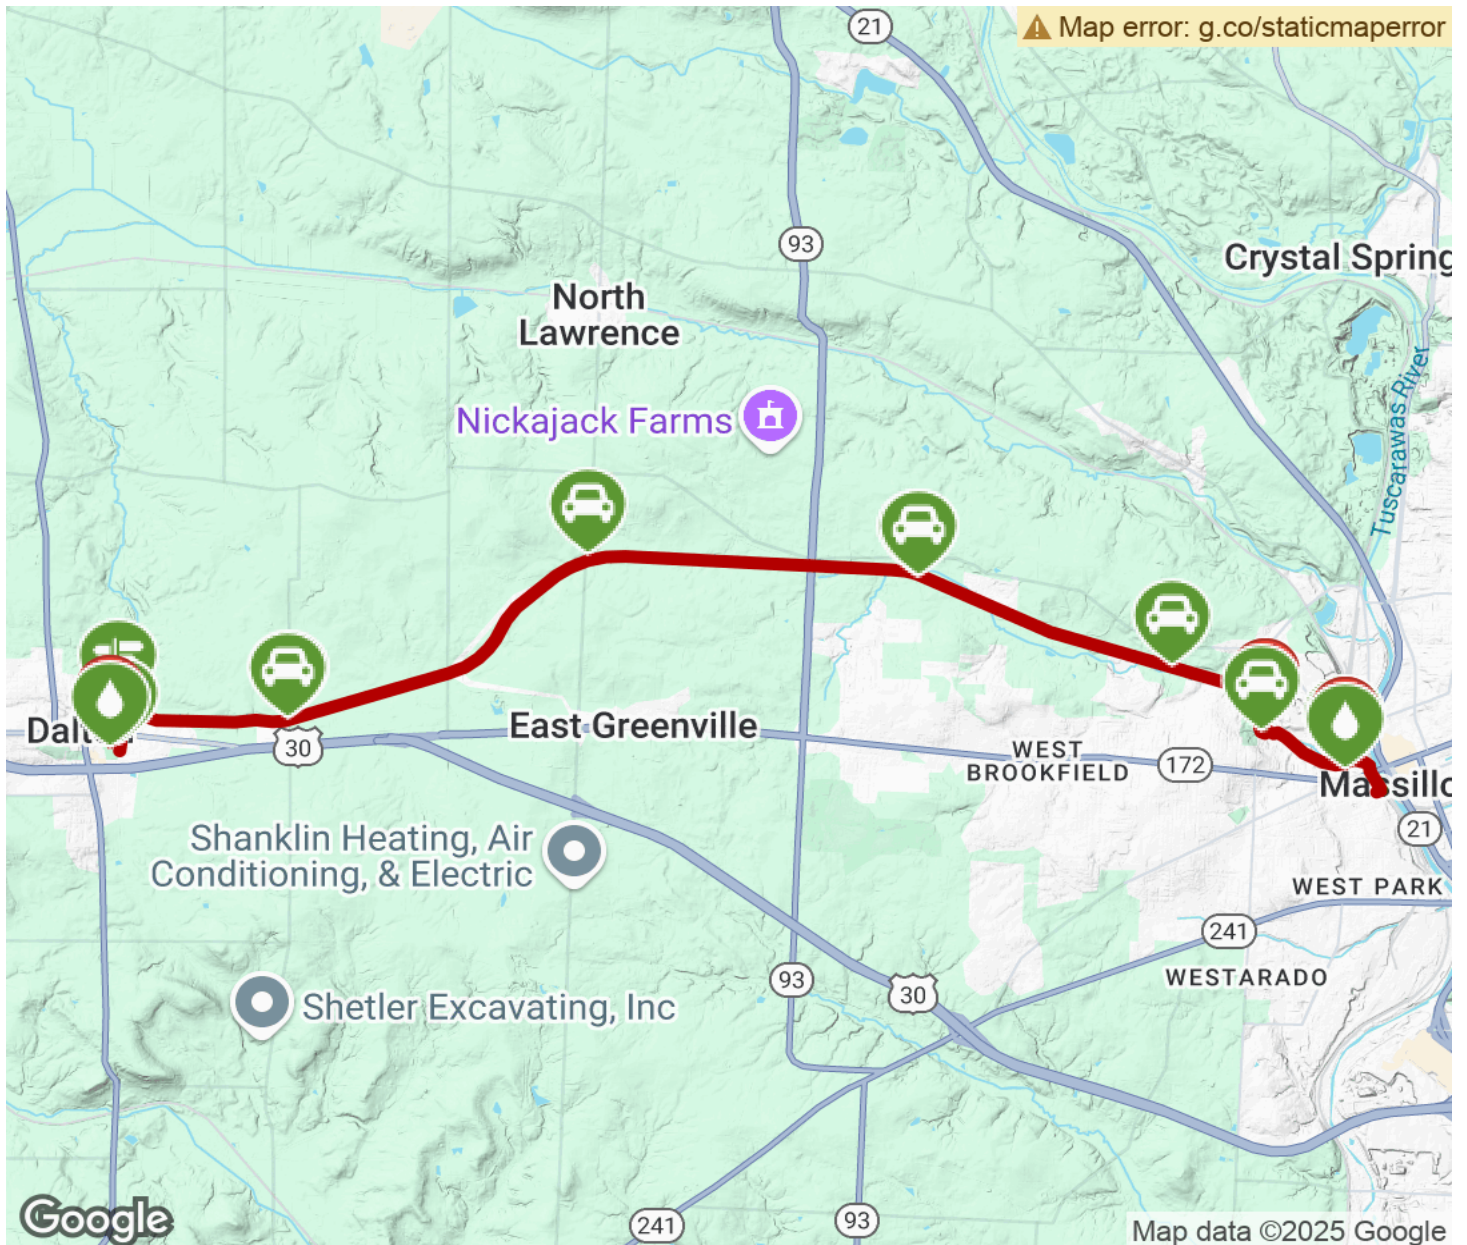 21
Map error: g.co/staticmaperror
93
Crystal Spring
North
Lawrence
Tuscarawas River
Nickajack Farms
30
East Greenville
WEST
BROOKFIELD
172
21
Shanklin Heating, Air
Conditioning, & Electric
WEST PARK
241
WESTARADO
93
30
Shetler Excavating, Inc
Google
241
93
Map data ©2025 Google